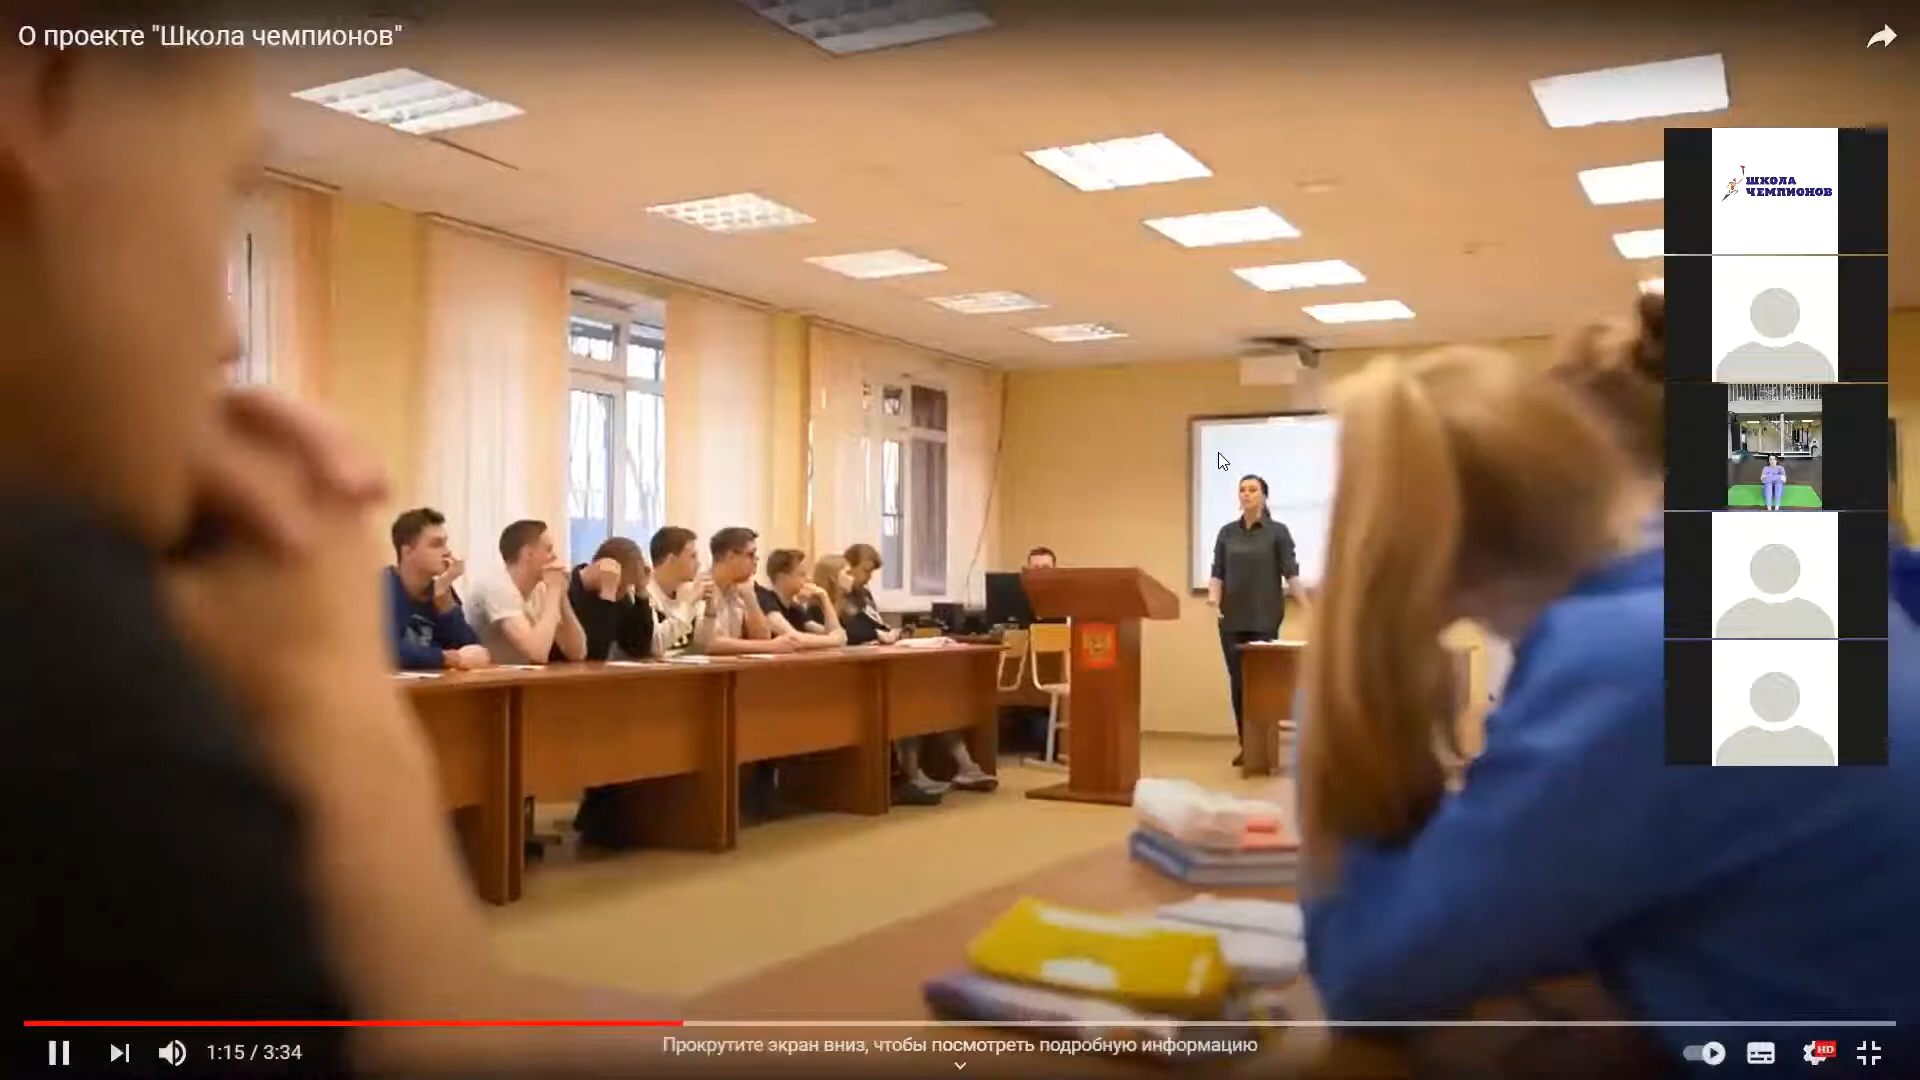 О проекте "Школа чемпионов"
ШКОЛА
ЧЕМПИОНОВ
1:15 / 3:34
Прокрутите экран вниз, чтобы посмотреть подробную информацию
HD